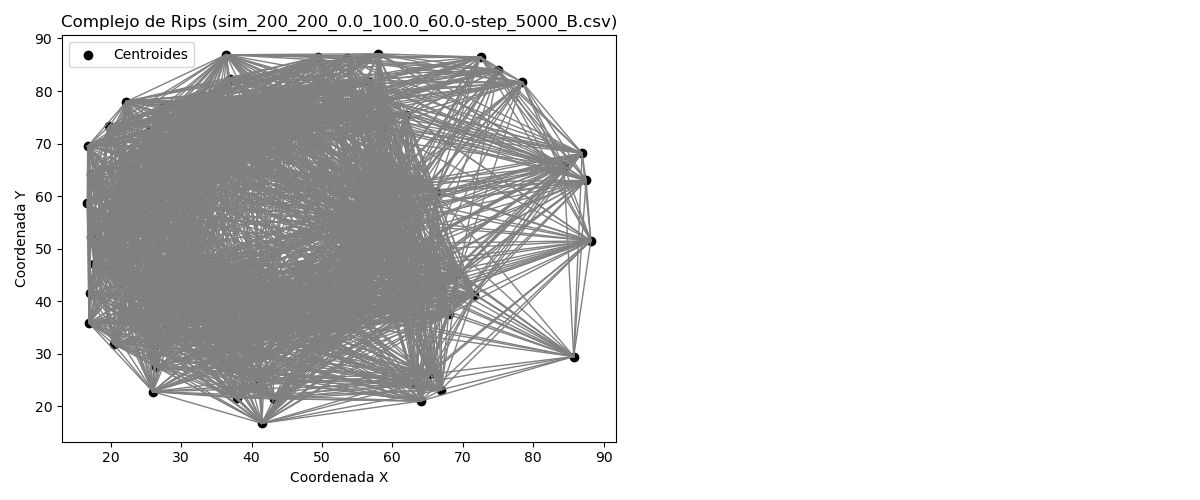 Complejo de Rips (sim_200_200_0.0_100.0_60.0-step_5000_B.csv)
Centroides
90
80
70
60
50
40
30
20
Coordenada Y
20 30 40 50 60 70 80 90
Coordenada X